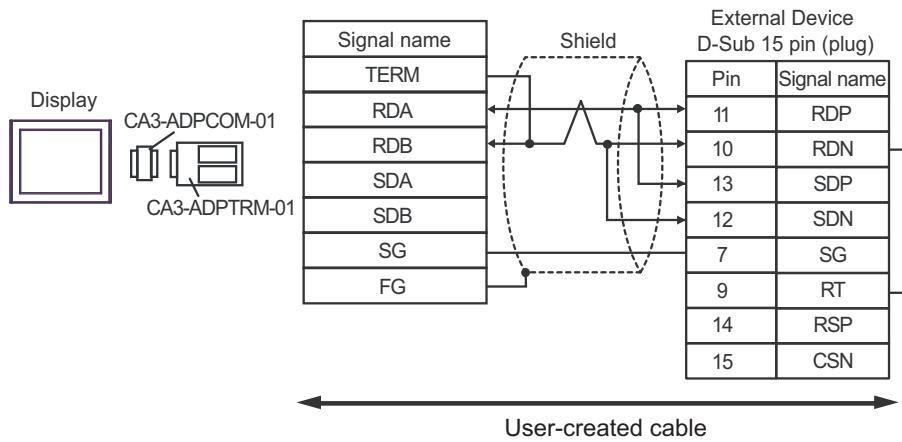 External Device
D-Sub 15 pin (plug)
Display
CA3-ADPCOM-01
CA3-ADPTRM-01
Signal name
TERM
RDA
RDB
SDA
SDB
SG
FG
Shield
Pin Signal name
11 RDP
10 RDN
13 SDP
12 SDN
7 SG
9 RT
14 RSP
15 CSN
User-created cable